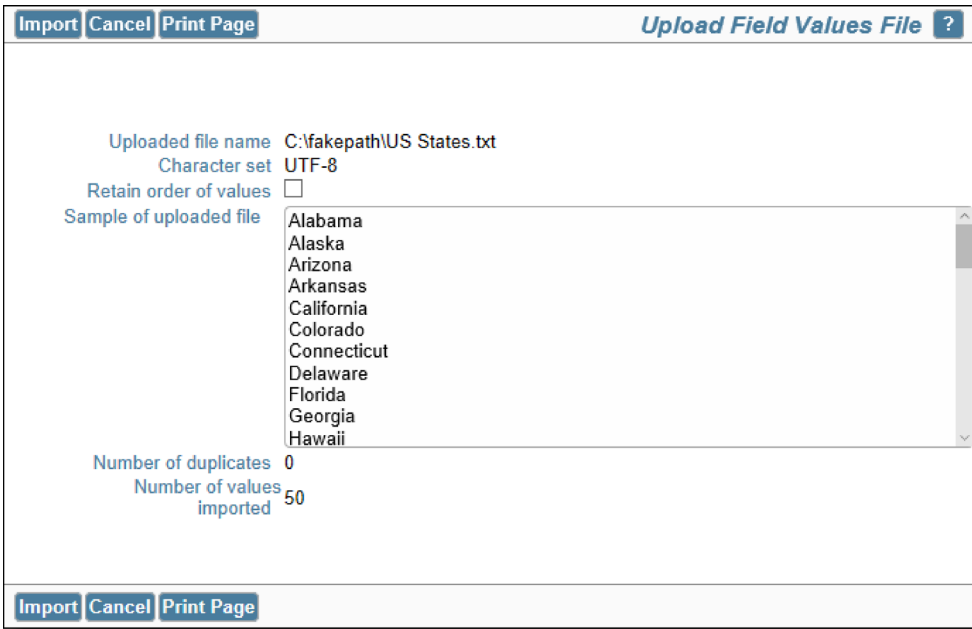 Import Cancel Print Page Upload Field Values File ?
Uploaded file name C:\fakepath\US States.txt
Character set UTF-8
Retain order of values
Sample of uploaded file
Alabama
Alaska
Arizona
Arkansas
California
Colorado
Connecticut
Delaware
Florida
Georgia
Hawaii
Number of duplicates 0
Number of values
imported 50
Import Cancel Print Page